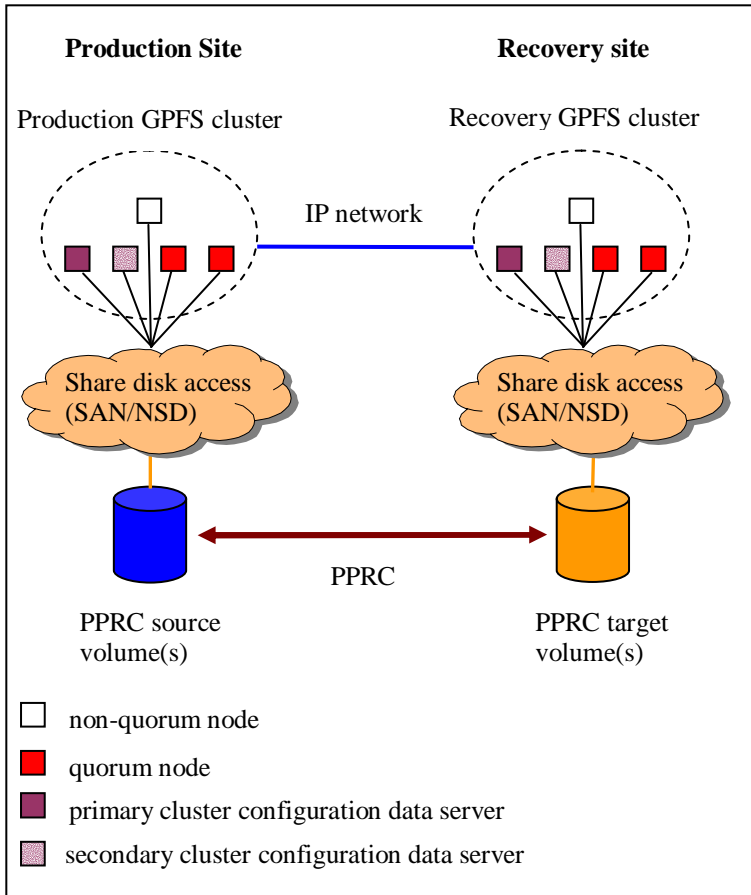 Production Site
Recovery site
Production GPFS cluster
Recovery GPFS cluster
IP network
Share disk access
(SAN/NSD)
Share disk access
(SAN/NSD)
PPRC
PPRC source
volume(s)
PPRC target
volume(s)
non-quorum node
quorum node
primary cluster configuration data server
secondary cluster configuration data server